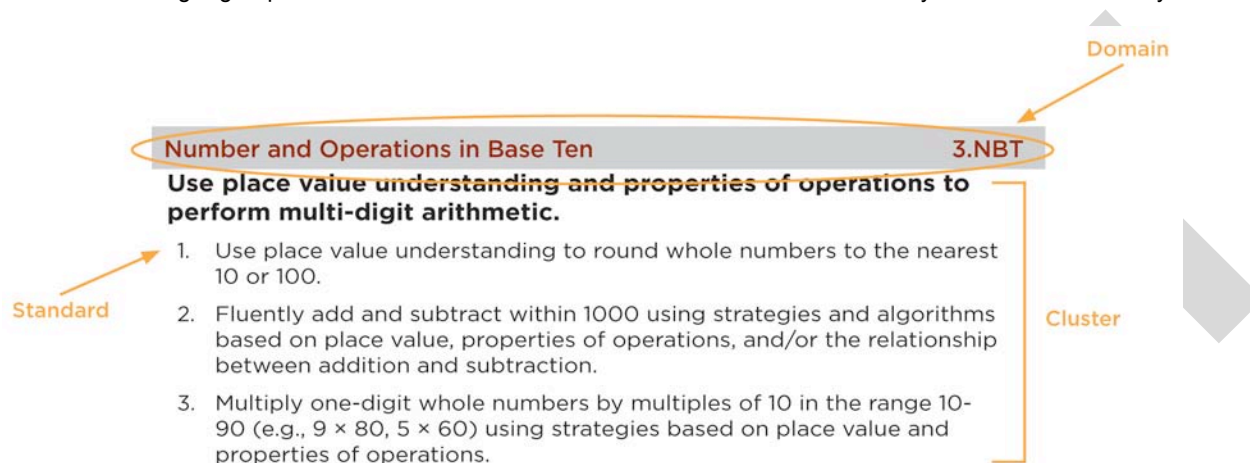 Domain
Number and Operations in Base Ten 3.NBT
Use place value understanding and properties of operations to
perform multi-digit arithmetic.
1. Use place value understanding to round whole numbers to the nearest
10 or 100.
Standard
2. Fluently add and subtract within 1000 using strategies and algorithms
based on place value, properties of operations, and/or the relationship
between addition and subtraction.
Cluster
3. Multiply one-digit whole numbers by multiples of 10 in the range 10-
90 (e.g., 9 × 80, 5 × 60) using strategies based on place value and
properties of operations.